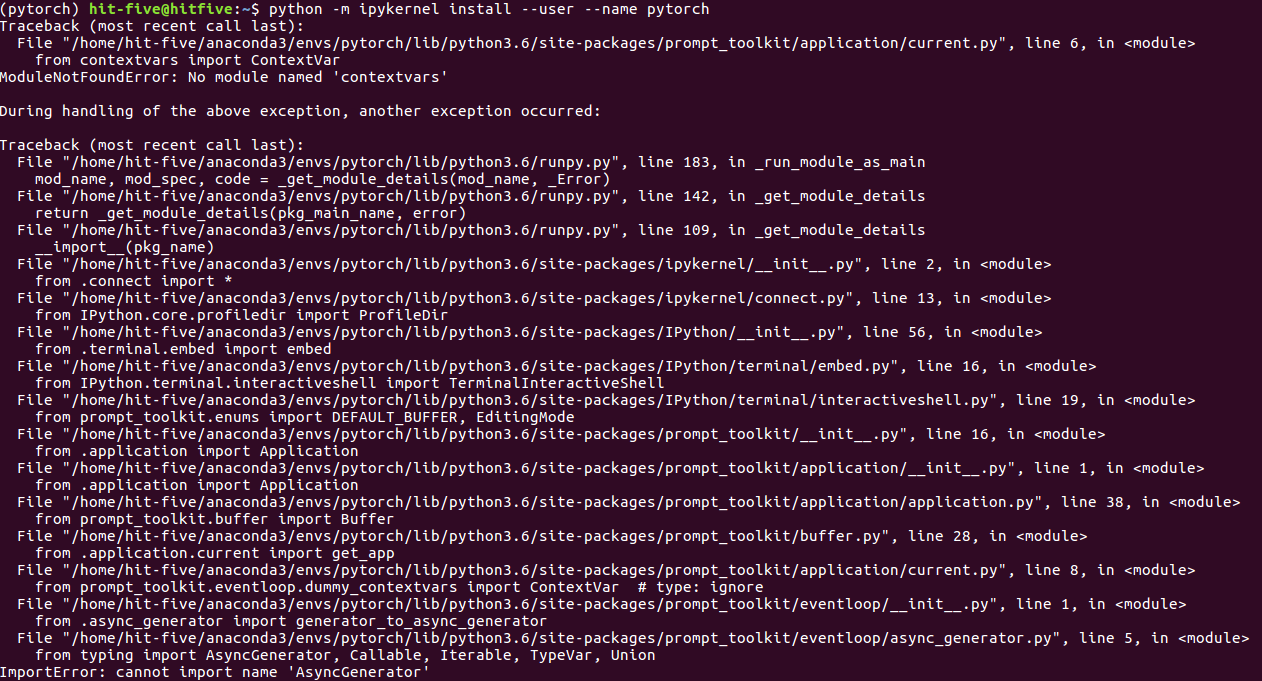 (pytorch) hit-five@hitfive:~$ python -m ipykernel install --user --name pytorch
Traceback (most recent call last):
  File "/home/hit-five/anaconda3/envs/pytorch/lib/python3.6/site-packages/prompt_toolkit/application/current.py", line 6, in <module>
    from contextvars import ContextVar
ModuleNotFoundError: No module named 'contextvars'

During handling of the above exception, another exception occurred:

Traceback (most recent call last):
  File "/home/hit-five/anaconda3/envs/pytorch/lib/python3.6/runpy.py", line 183, in _run_module_as_main
    mod_name, mod_spec, code = _get_module_details(mod_name, _Error)
  File "/home/hit-five/anaconda3/envs/pytorch/lib/python3.6/runpy.py", line 142, in _get_module_details
    return _get_module_details(pkg_main_name, error)
  File "/home/hit-five/anaconda3/envs/pytorch/lib/python3.6/runpy.py", line 109, in _get_module_details
    __import__(pkg_name)
  File "/home/hit-five/anaconda3/envs/pytorch/lib/python3.6/site-packages/ipykernel/__init__.py", line 2, in <module>
    from .connect import *
  File "/home/hit-five/anaconda3/envs/pytorch/lib/python3.6/site-packages/ipykernel/connect.py", line 13, in <module>
    from IPython.core.profiledir import ProfileDir
  File "/home/hit-five/anaconda3/envs/pytorch/lib/python3.6/site-packages/IPython/__init__.py", line 56, in <module>
    from .terminal.embed import embed
  File "/home/hit-five/anaconda3/envs/pytorch/lib/python3.6/site-packages/IPython/terminal/embed.py", line 16, in <module>
    from IPython.terminal.interactiveshell import TerminalInteractiveShell
  File "/home/hit-five/anaconda3/envs/pytorch/lib/python3.6/site-packages/IPython/terminal/interactiveshell.py", line 19, in <module>
    from prompt_toolkit.enums import DEFAULT_BUFFER, EditingMode
  File "/home/hit-five/anaconda3/envs/pytorch/lib/python3.6/site-packages/prompt_toolkit/__init__.py", line 16, in <module>
    from .application import Application
  File "/home/hit-five/anaconda3/envs/pytorch/lib/python3.6/site-packages/prompt_toolkit/application/__init__.py", line 1, in <module>
    from .application import Application
  File "/home/hit-five/anaconda3/envs/pytorch/lib/python3.6/site-packages/prompt_toolkit/application/application.py", line 38, in <module>
    from prompt_toolkit.buffer import Buffer
  File "/home/hit-five/anaconda3/envs/pytorch/lib/python3.6/site-packages/prompt_toolkit/buffer.py", line 28, in <module>
    from .application.current import get_app
  File "/home/hit-five/anaconda3/envs/pytorch/lib/python3.6/site-packages/prompt_toolkit/application/current.py", line 8, in <module>
    from prompt_toolkit.eventloop.dummy_contextvars import ContextVar  # type: ignore
  File "/home/hit-five/anaconda3/envs/pytorch/lib/python3.6/site-packages/prompt_toolkit/eventloop/__init__.py", line 1, in <module>
    from .async_generator import generator_to_async_generator
  File "/home/hit-five/anaconda3/envs/pytorch/lib/python3.6/site-packages/prompt_toolkit/eventloop/async_generator.py", line 5, in <module>
    from typing import AsyncGenerator, Callable, Iterable, TypeVar, Union
ImportError: cannot import name 'AsyncGenerator'